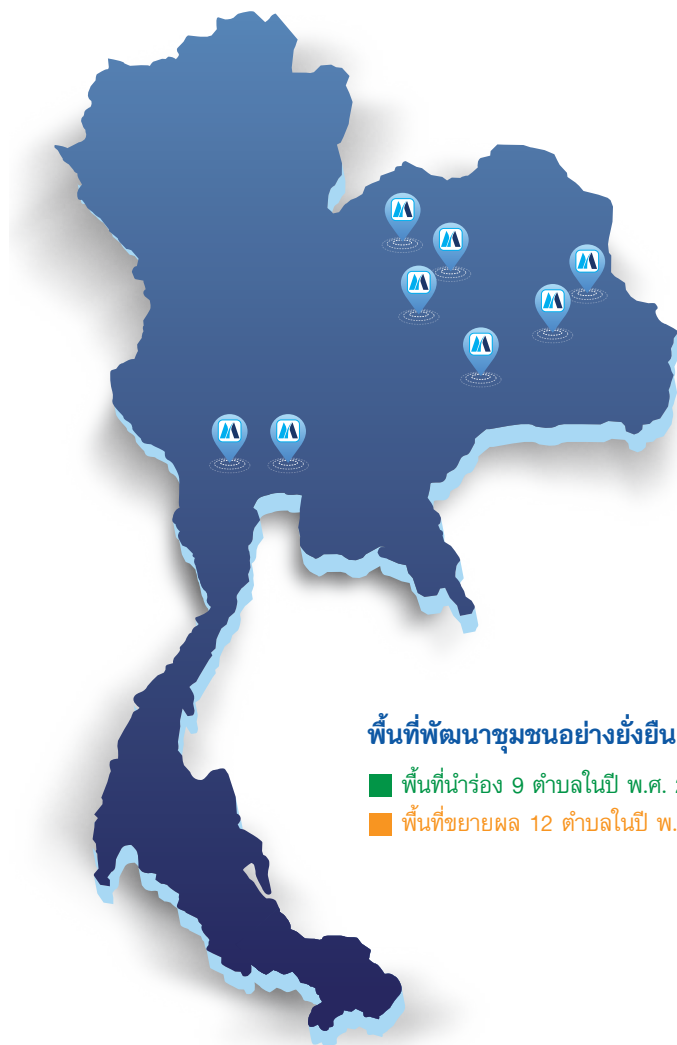 พื้นที่พัฒนาชุมชนอย่างยั่งยืน
พื้นที่นำร่อง 9 ตำบลในปี พ.ศ.
พื้นที่ขยายผล 12 ตำบลในปี พ.